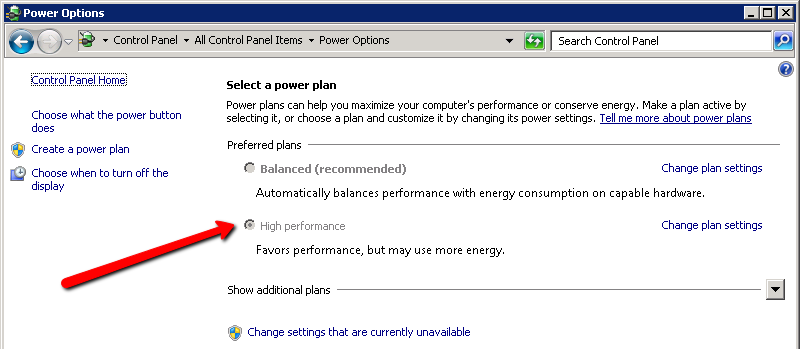 Power Options
Control Panel All Control Panel Items Power Options
Search Control Panel
Control Panel Home
Choose what the power button
does
Create a power plan
Choose when to turn off the
display
Select a power plan
Power plans can help you maximize your computer's performance or conserve energy. Make a plan active by
selecting it, or choose a plan and customize it by changing its power settings. Tell me more about power plans
Preferred plans
Balanced (recommended) Change plan settings
Automatically balances performance with energy consumption on capable hardware.
High performance Change plan settings
Favors performance, but may use more energy.
Show additional plans
Change settings that are currently unavailable